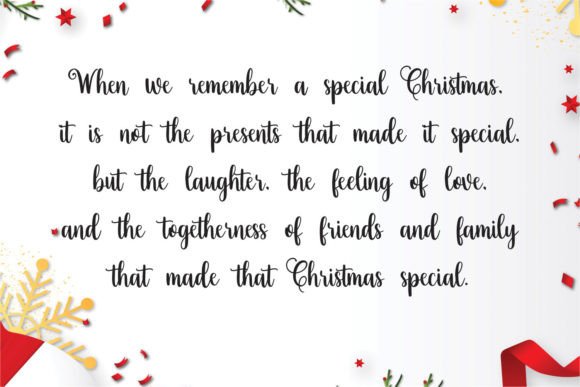 When we remember a special Christmas,
it is not the presents that made it special,
but the laughter, the feeling of love,
and the togetherness of friends and family
that made that Christmas special.